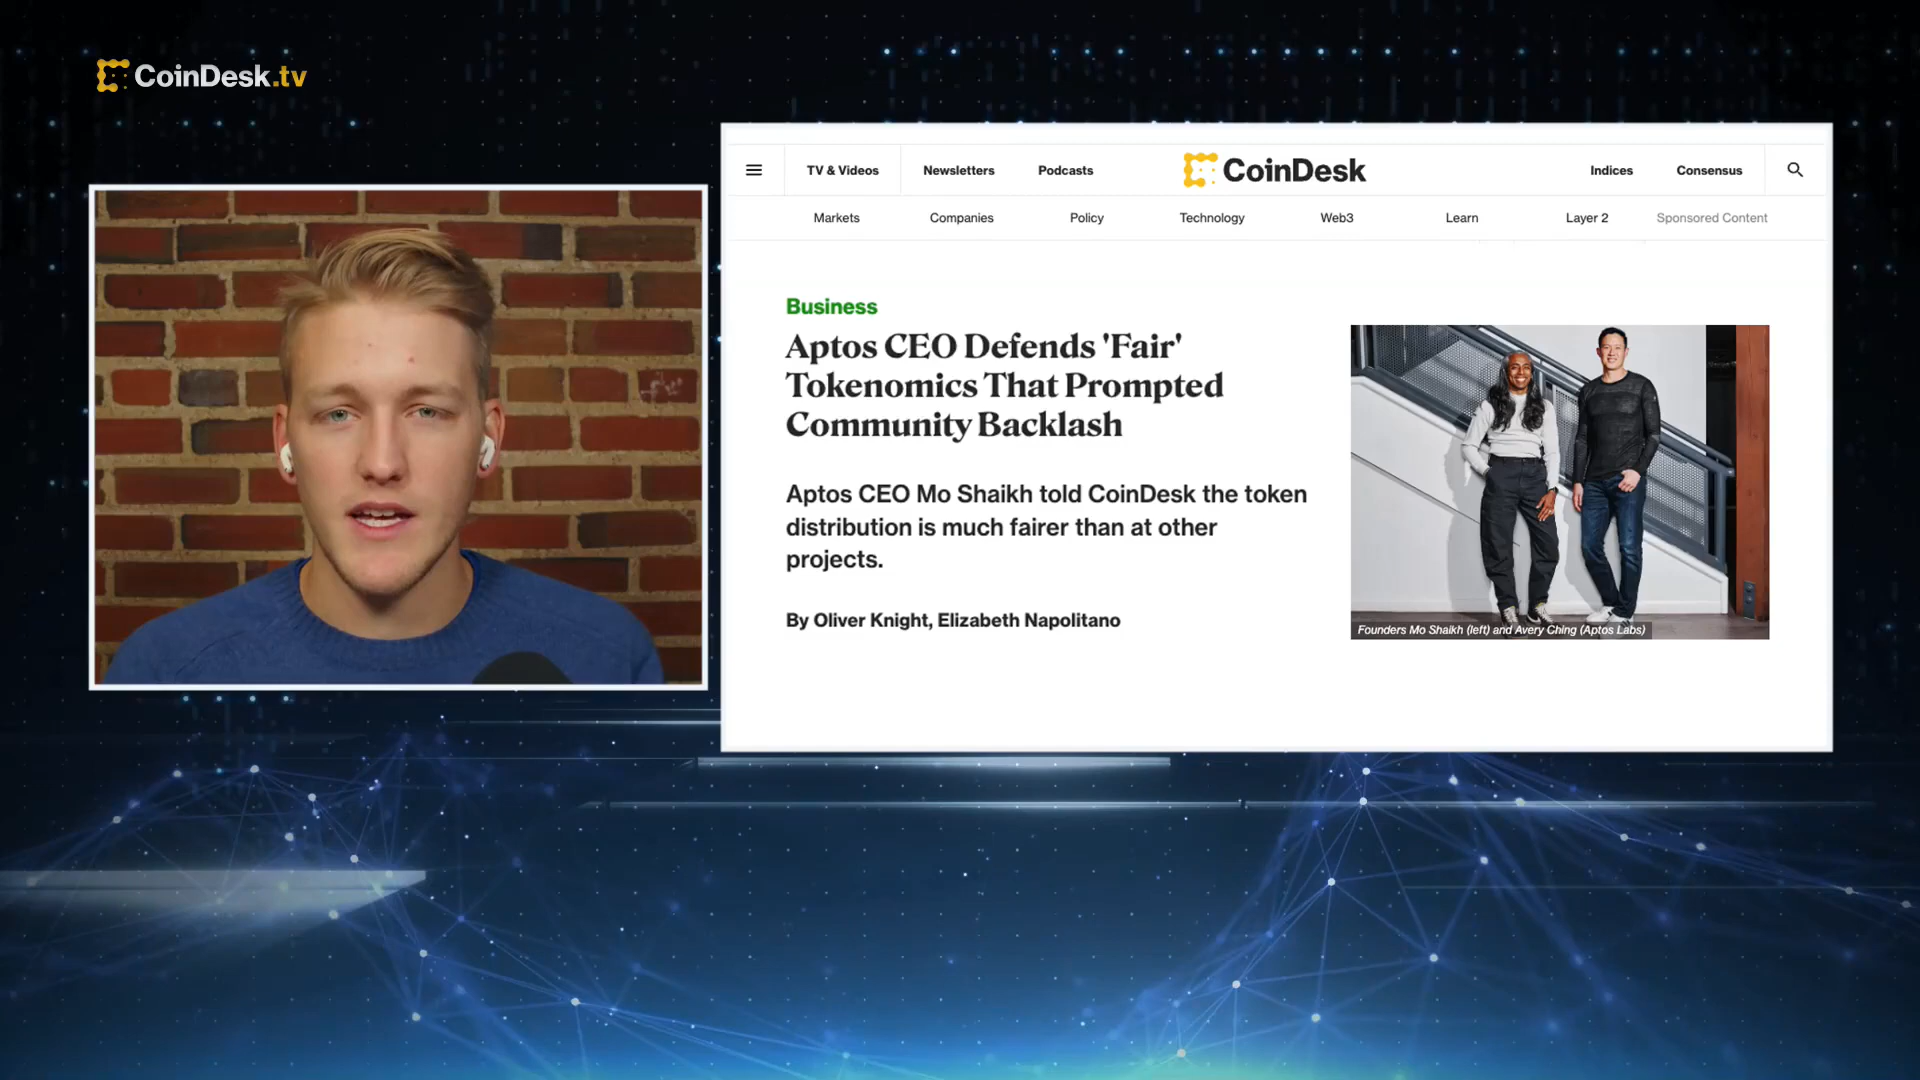 CoinDesk.tv
TV & Videos
Newsletters
Podcasts
CoinDesk
Indices
Consensus
Markets
Companies
Policy
Technology
Web3
Learn
Layer 2
Sponsored Content
Business
Aptos CEO Defends 'Fair'
Tokenomics That Prompted
Community Backlash
Aptos CEO Mo Shaikh told CoinDesk the token
distribution is much fairer than at other
projects.
By Oliver Knight, Elizabeth Napolitano
Founders Mo Shaikh (left) and Avery Ching (Aptos Labs)